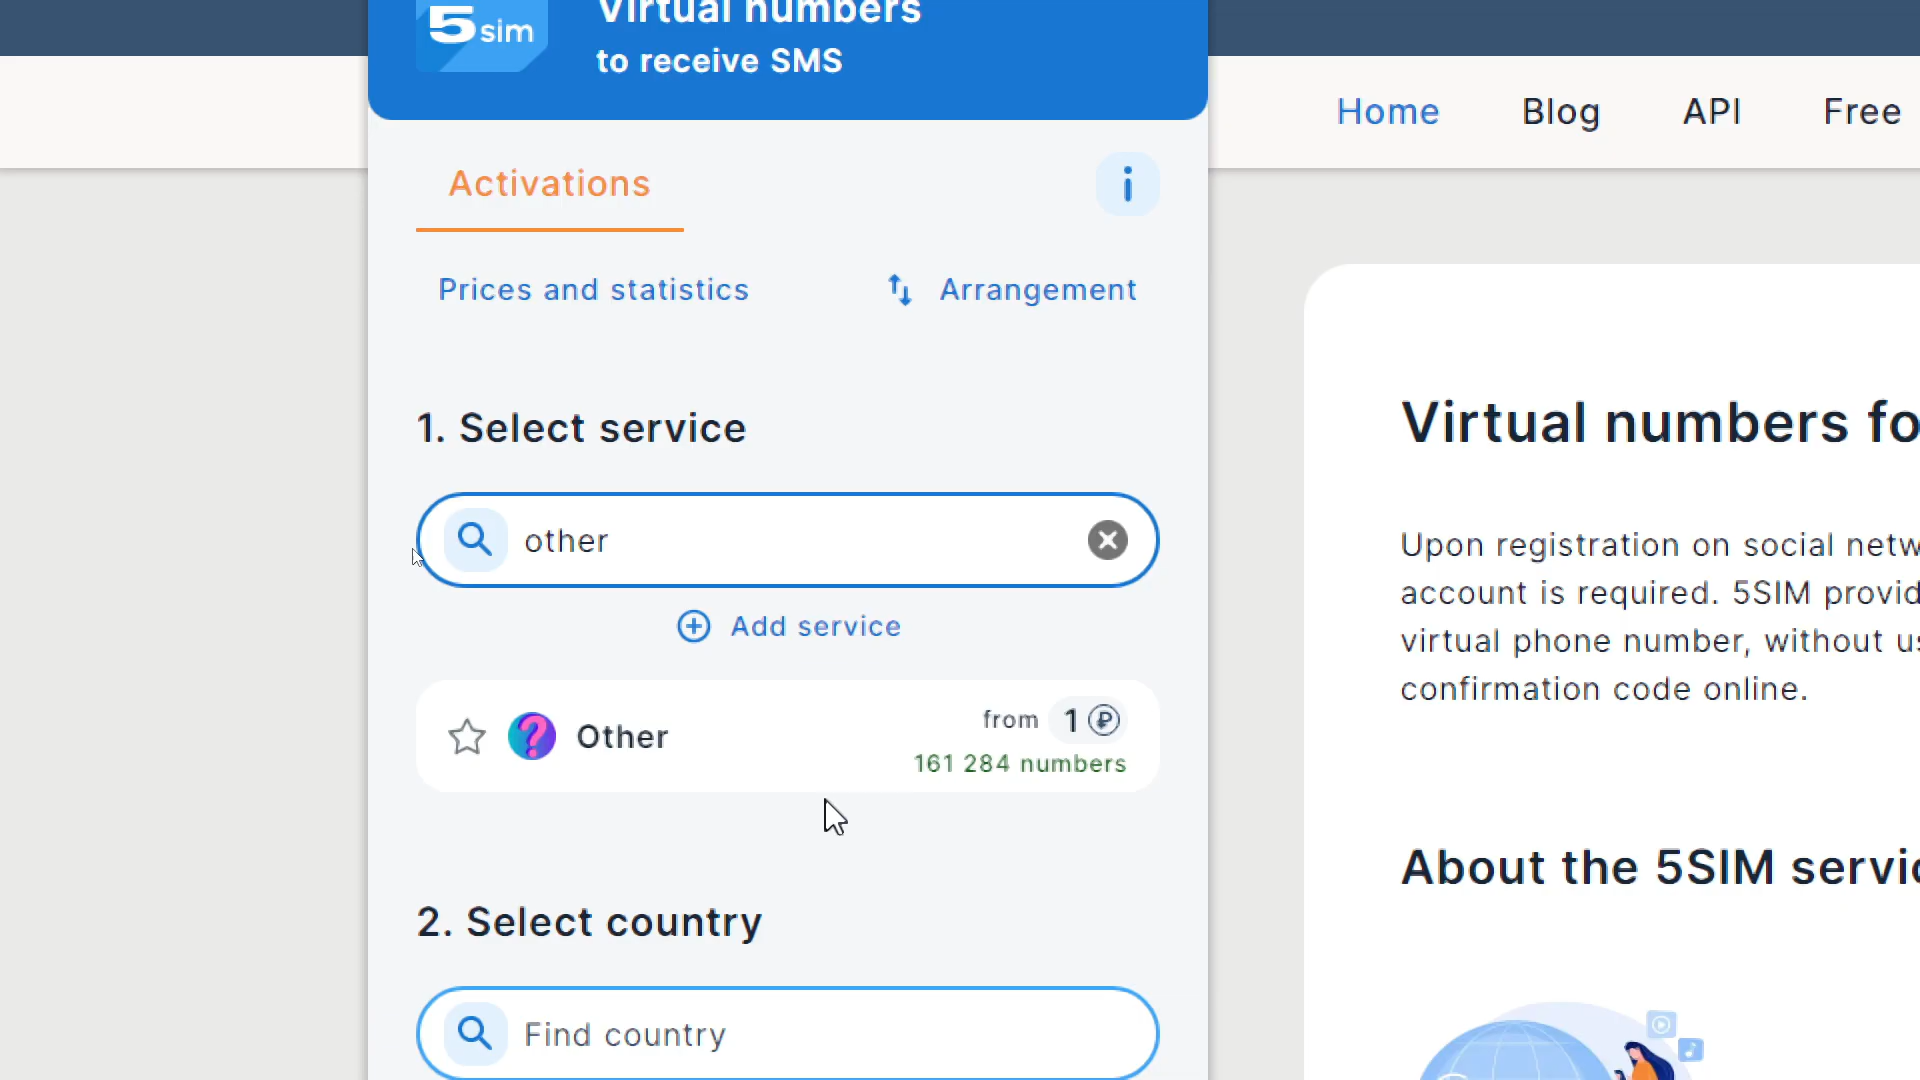 5sim
Virtual numbers
to receive SMS
Home Blog API Free
Activations
i
Prices and statistics
Arrangement
1. Select service
other
Add service
Other
from 1 ₽
161 284 numbers
2. Select country
Find country
Virtual numbers fo
Upon registration on social netw
account is required. 5SIM provid
virtual phone number, without us
confirmation code online.
About the 5SIM servic